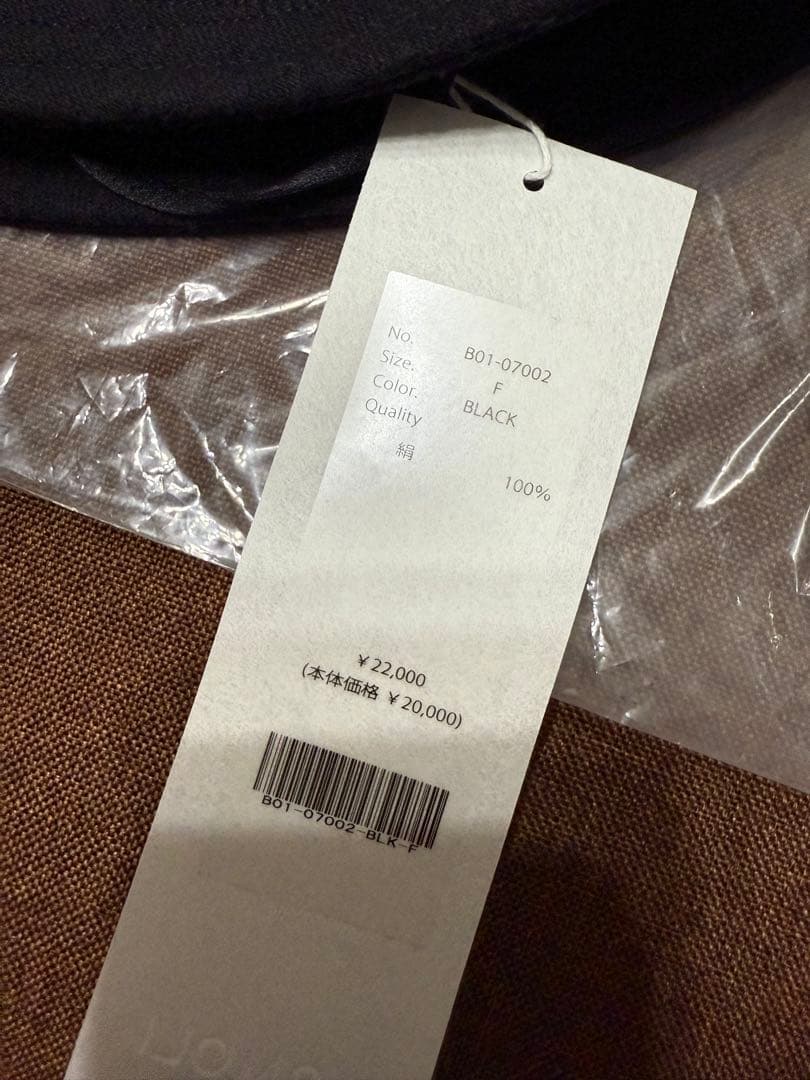 No. B01-07002
Size. F
Color. BLACK
Quality
絹 100%
¥22,000
(本体価格 ¥20,000)
B01-07002-BLK-F